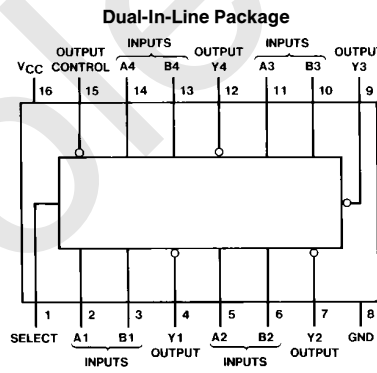 Dual-In-Line Package
INPUTS INPUTS
OUTPUT OUTPUT OUTPUT
VCC CONTROL A4 B4 Y4 A3 B3 Y3
16 15 14 13 12 11 10 9
1 2 3 4 5 6 7 8
SELECT A1 B1 Y1 A2 B2 Y2 GND
INPUTS OUTPUT INPUTS OUTPUT